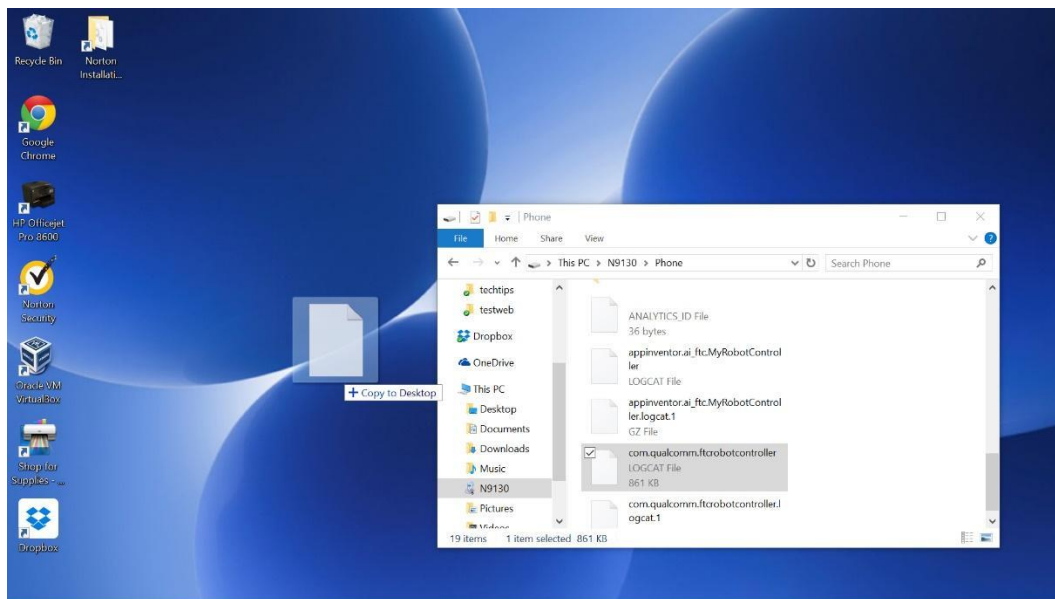 Recycle Bin
Norton
Installati...
Google
Chrome
HP Officejet
Pro 8600
Norton
Security
Oracle VM
VirtualBox
Shop for
Supplies - ...
Dropbox
Copy to Desktop
Phone
File Home Share View
This PC > N9130 > Phone
Search Phone
techtips
testweb
Dropbox
OneDrive
This PC
Desktop
Documents
Downloads
Music
N9130
Pictures
Videos
ANALYTICS_ID File
36 bytes
appinventor.ai_ftc.MyRobotControl
ler
LOGCAT File
appinventor.ai_ftc.MyRobotControl
ler.logcat.1
GZ File
com.qualcomm.ftcrobotcontroller
LOGCAT File
861 KB
com.qualcomm.ftcrobotcontroller.l
ogcat.1
19 items 1 item selected 861 KB